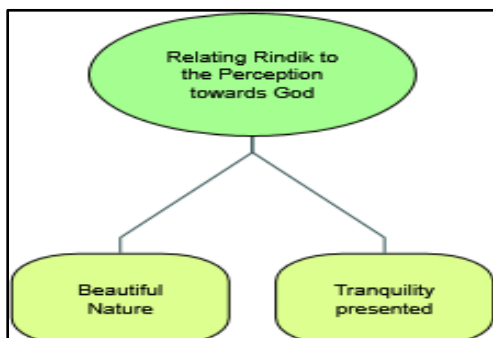 Relating Rindik to
the Perception
towards God
Beautiful
Nature
Tranquility
presented